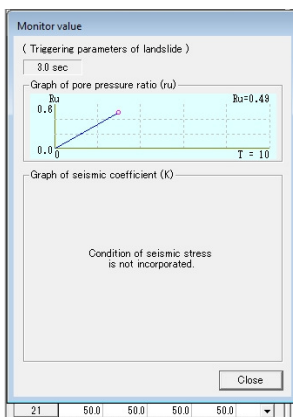 Monitor value
( Triggering parameters of landslide )
3.0 sec
Graph of pore pressure ratio (ru)
Ru
Ru=0.49
0.6
0.0
0
T = 10
Graph of seismic coefficient (K)
Condition of seismic stress
is not incorporated.
Close
21 50.0 50.0 50.0 50.0